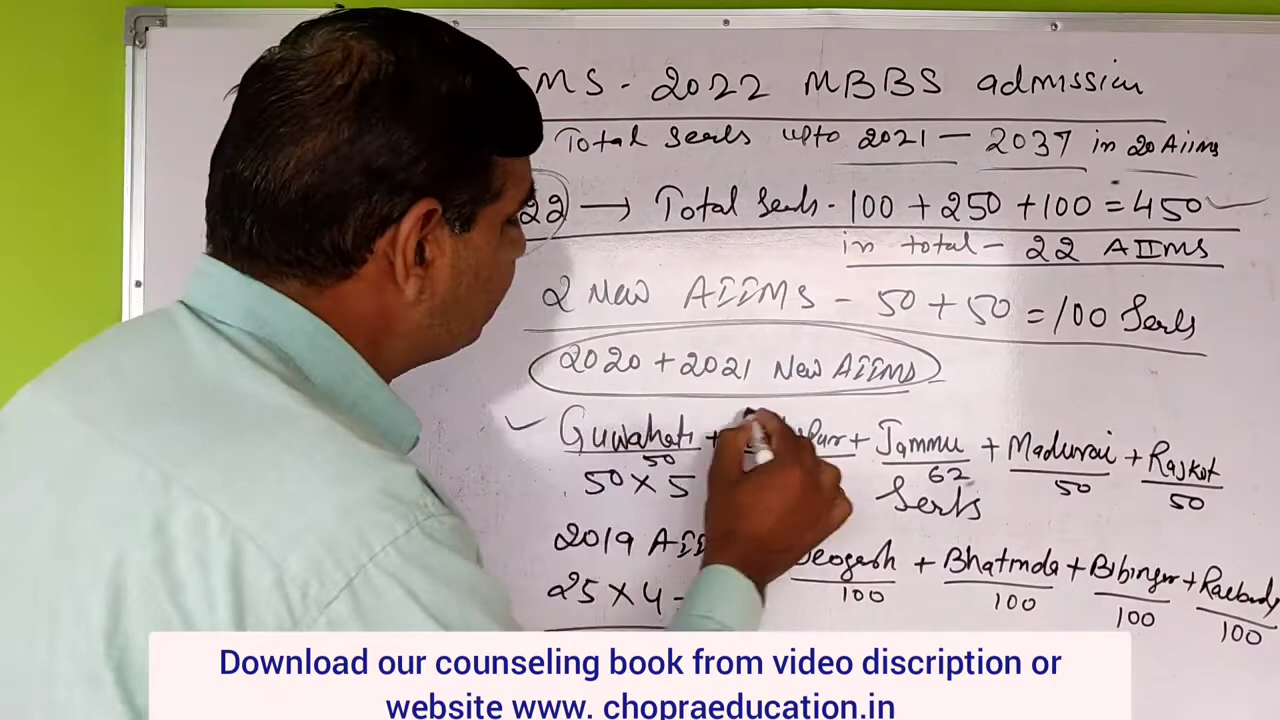 MS - 2022 MBBS admission
Total Seats upto 2021 - 2037 in 20 Aiims
22 → Total Seats - 100 + 250 + 100 = 450
in total - 22 AIIMS
2 New AIIMS - 50 + 50 = 100 Seats
2020 + 2021 New AIIMS
Guwahati + + Jammu + Madurai + Rajkot
50 62 50 50
50 X 5 Seats
2019 AII Deogarh + Bhatinda + Bibinagar +
100 100 100 100
25 X 4 -
Download our counseling book from video discription or
website www. chopraeducation.in